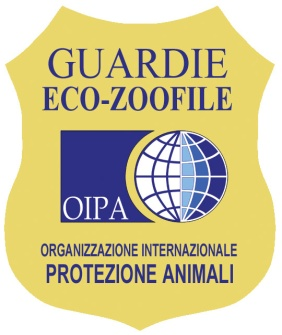 GUARDIE
ECO-ZOOFILE
OIPA
ORGANIZZAZIONE INTERNAZIONALE
PROTEZIONE ANIMALI